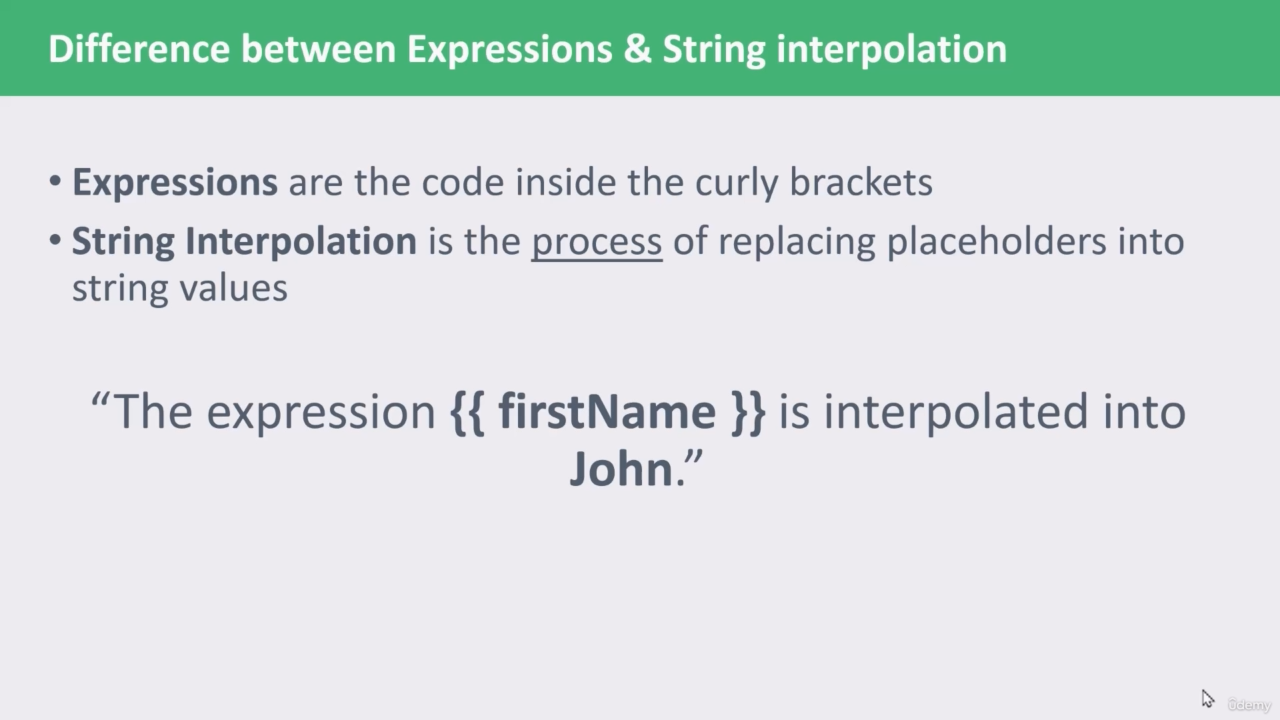 Difference between Expressions & String interpolation
• Expressions are the code inside the curly brackets
• String Interpolation is the process of replacing placeholders into
string values
“The expression {{ firstName }} is interpolated into
John.”
ûdemy